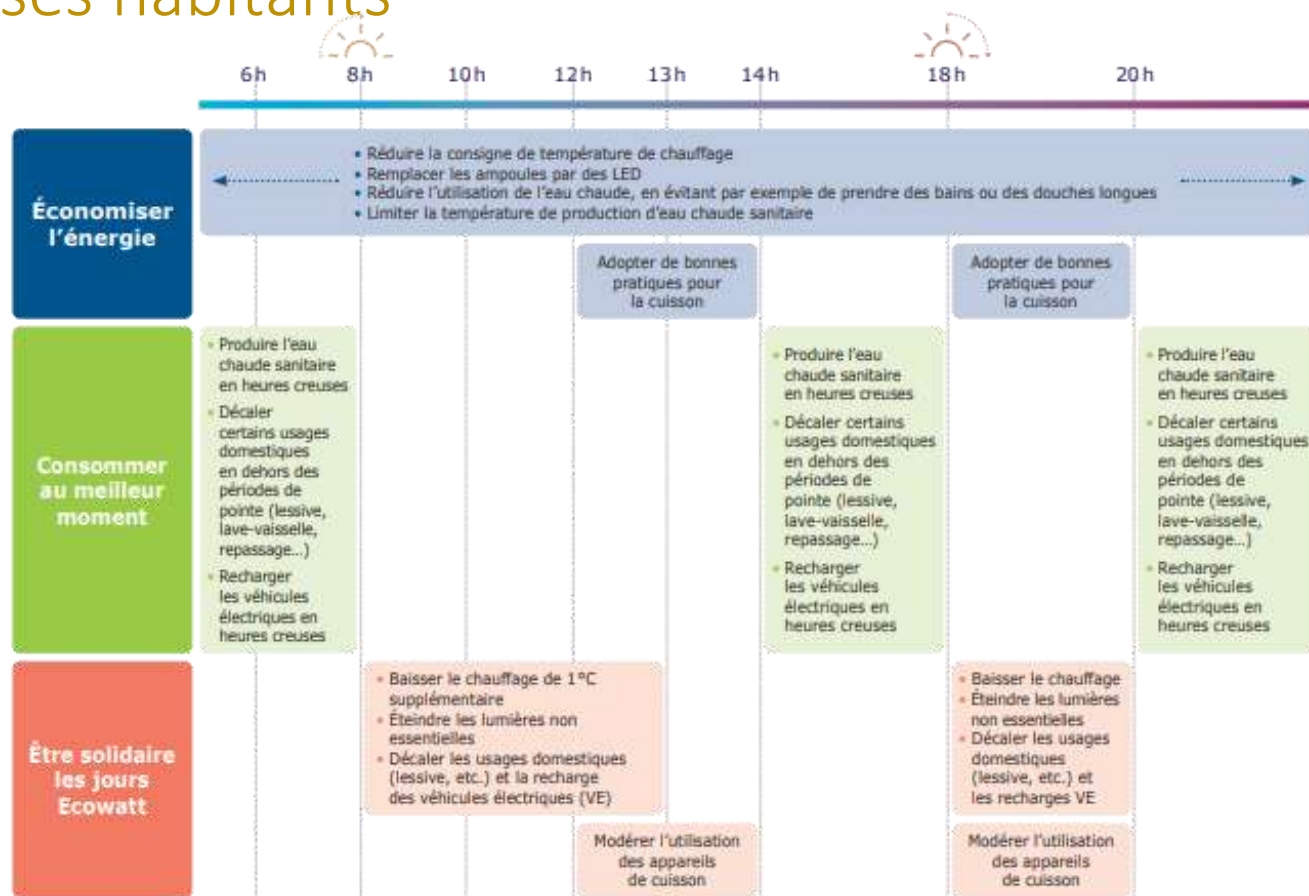 ses habitants
6h 8h 10h 12h 13h 14h 18h 20h
Économiser
l'énergie
• Réduire la consigne de température de chauffage
• Remplacer les ampoules par des LED
• Réduire l'utilisation de l'eau chaude, en évitant par exemple de prendre des bains ou des douches longues
• Limiter la température de production d'eau chaude sanitaire
Adopter de bonnes
pratiques pour
la cuisson
Adopter de bonnes
pratiques pour
la cuisson
Consommer
au meilleur
moment
• Produire l'eau
chaude sanitaire
en heures creuses
• Décaler
certains usages
domestiques
en dehors des
périodes de
pointe (lessive,
lave-vaisselle,
repassage...)
• Recharger
les véhicules
électriques en
heures creuses
• Produire l'eau
chaude sanitaire
en heures creuses
• Décaler certains
usages domestiques
en dehors des
périodes de
pointe (lessive,
lave-vaisselle,
repassage...)
• Recharger
les véhicules
électriques en
heures creuses
• Produire l'eau
chaude sanitaire
en heures creuses
• Décaler certains
usages domestiques
en dehors des
périodes de
pointe (lessive,
lave-vaisselle,
repassage...)
• Recharger
les véhicules
électriques en
heures creuses
Être solidaire
les jours
Ecowatt
• Baisser le chauffage de 1°C
supplémentaire
• Éteindre les lumières non
essentielles
• Décaler les usages domestiques
(lessive, etc.) et la recharge
des véhicules électriques (VE)
• Baisser le chauffage
• Éteindre les lumières
non essentielles
• Décaler les usages
domestiques
(lessive, etc.) et
les recharges VE
Modérer l'utilisation
des appareils
de cuisson
Modérer l'utilisation
des appareils
de cuisson